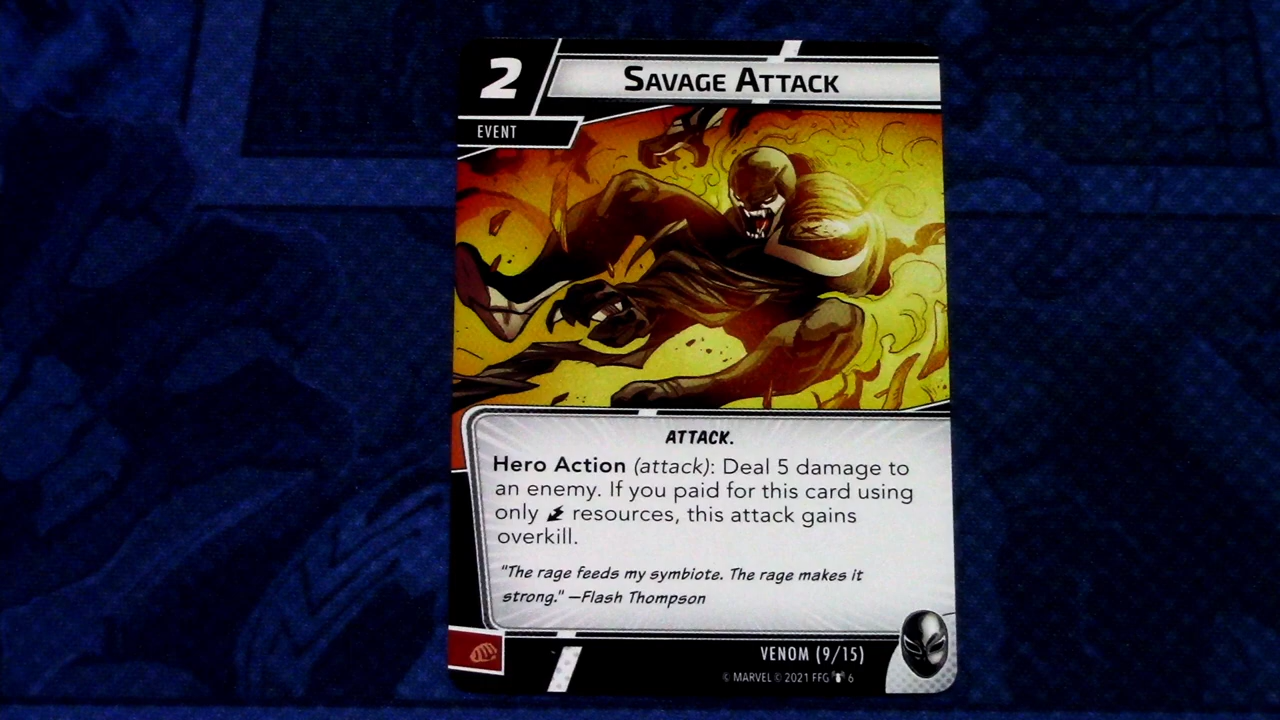 2
SAVAGE ATTACK
EVENT
ATTACK.
Hero Action (attack): Deal 5 damage to
an enemy. If you paid for this card using
only resources, this attack gains
overkill.
"The rage feeds my symbiote. The rage makes it
strong." —Flash Thompson
VENOM (9/15)
© MARVEL © 2021 FFG 6